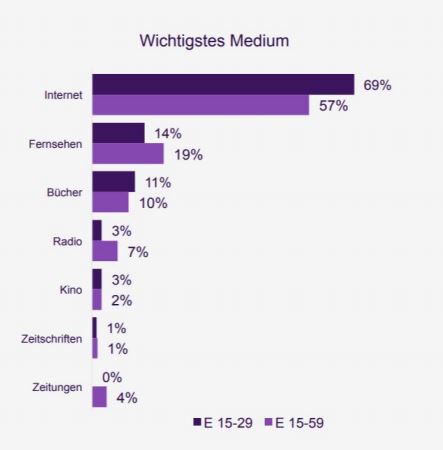 Wichtigstes Medium
Internet
69%
57%
Fernsehen
14%
19%
Bücher
11%
10%
Radio
3%
7%
Kino
3%
2%
Zeitschriften
1%
1%
Zeitungen
0%
4%
E 15-29 E 15-59